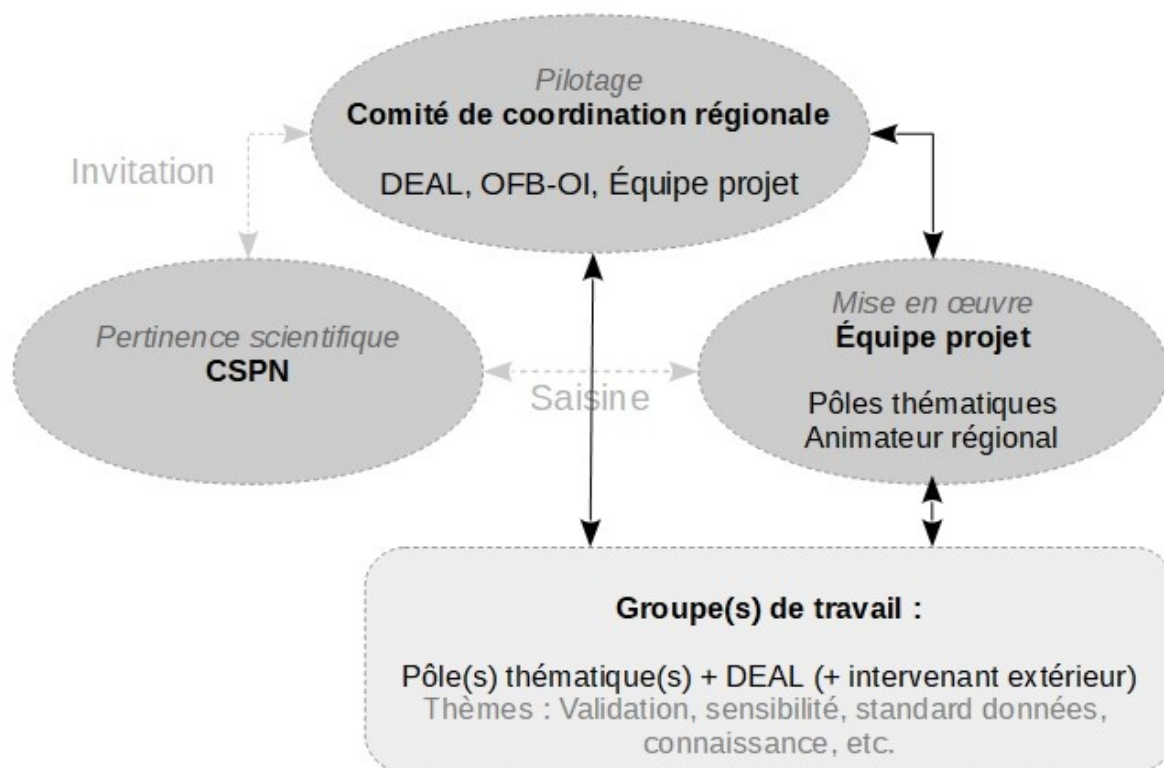 Pilotage
Comité de coordination régionale
DEAL, OFB-OI, Équipe projet
Invitation
Pertinence scientifique
CSPN
Saisine
Mise en œuvre
Équipe projet
Pôles thématiques
Animateur régional
Groupe(s) de travail :
Pôle(s) thématique(s) + DEAL (+ intervenant extérieur)
Thèmes : Validation, sensibilité, standard données,
connaissance, etc.